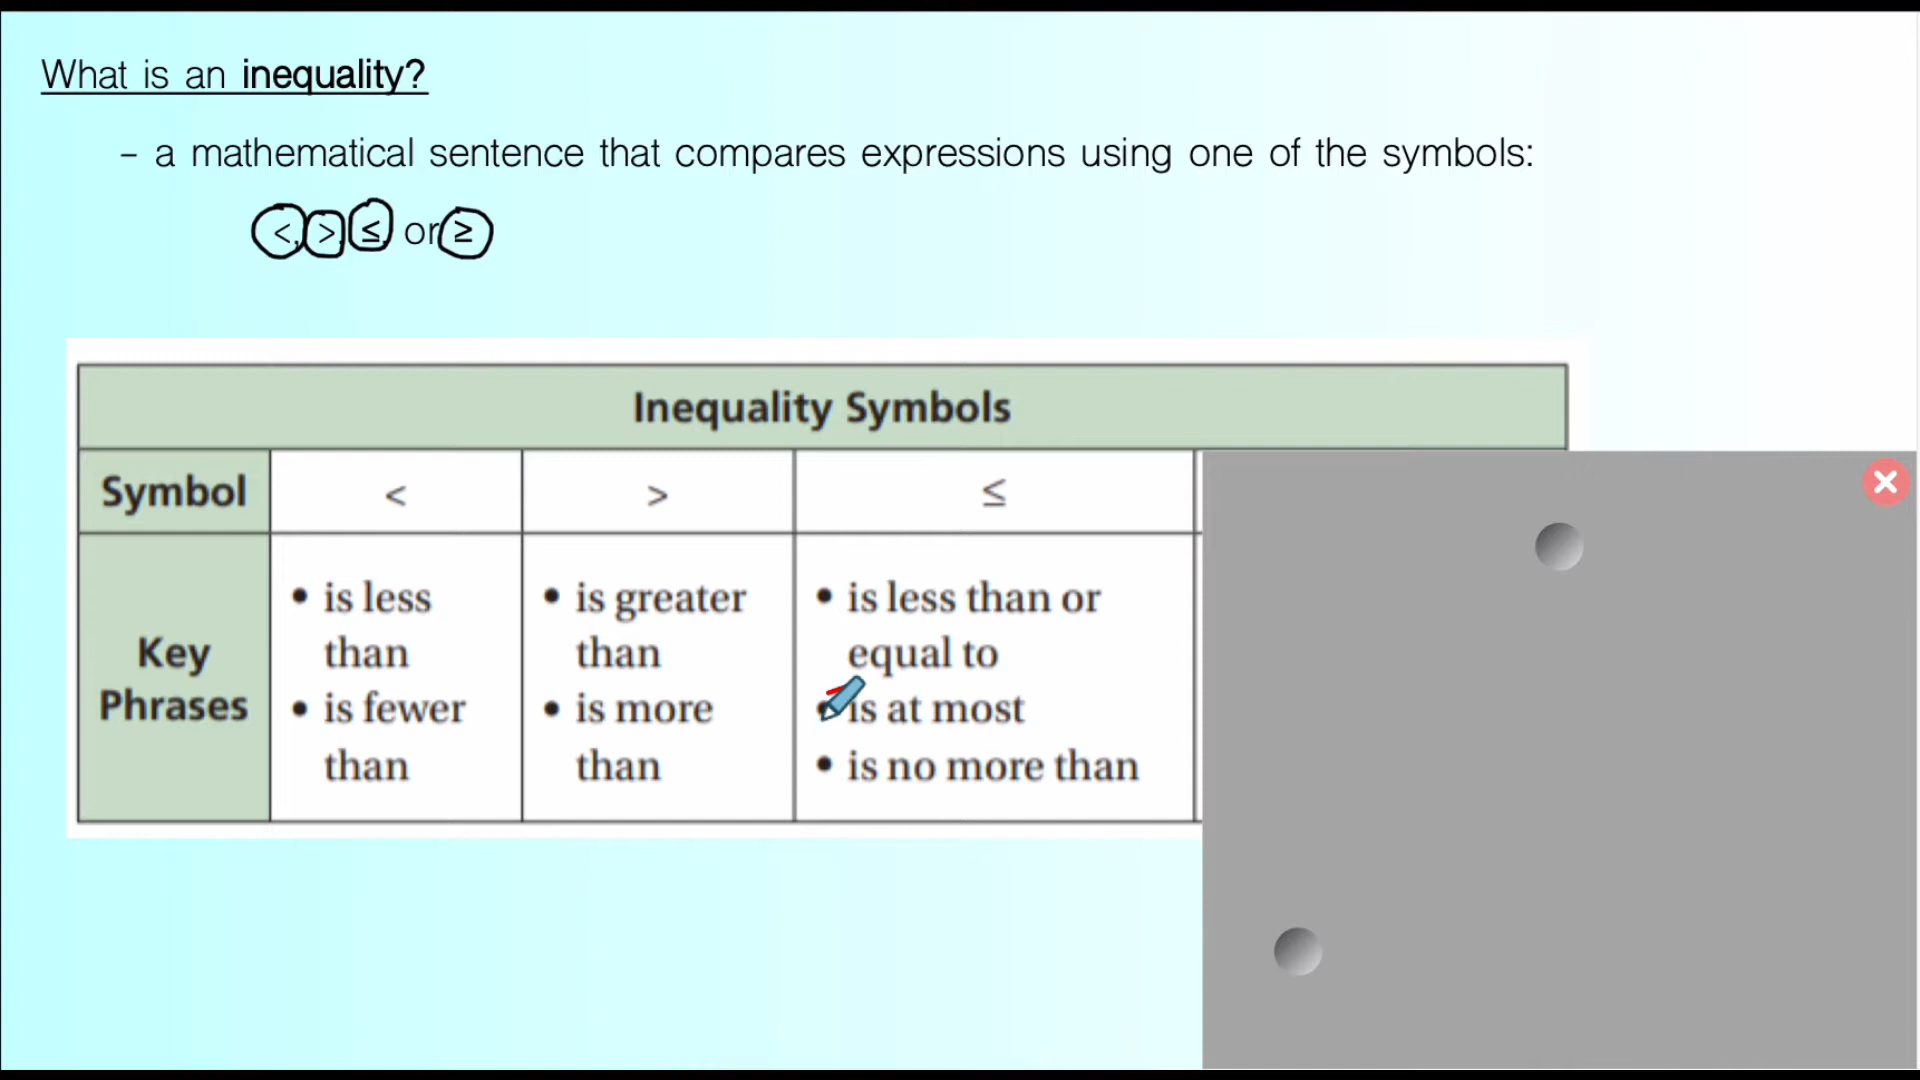 What is an inequality?
– a mathematical sentence that compares expressions using one of the symbols:
<, >, ≤, or ≥
Inequality Symbols
Symbol < > ≤
Key Phrases
• is less than
• is fewer than
• is greater than
• is more than
• is less than or equal to
• is at most
• is no more than